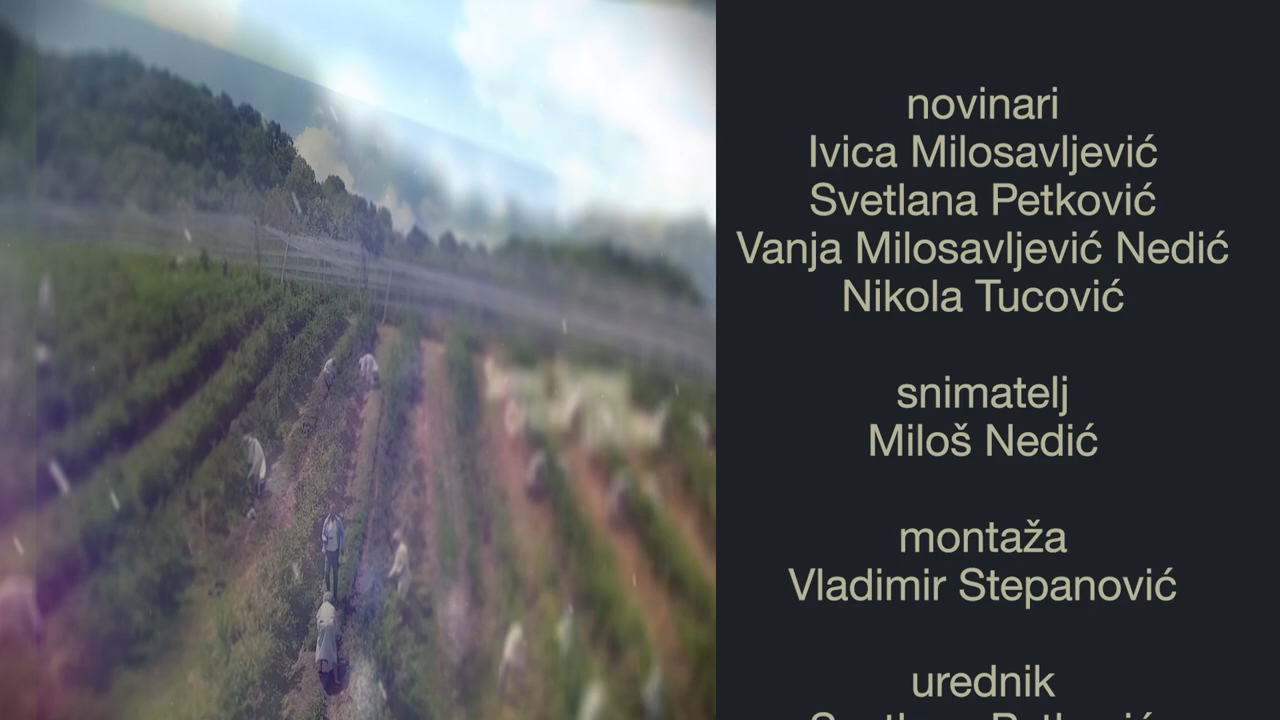 novinari
Ivica Milosavljević
Svetlana Petković
Vanja Milosavljević Nedić
Nikola Tucović
snimatelj
Miloš Nedić
montaža
Vladimir Stepanović
urednik